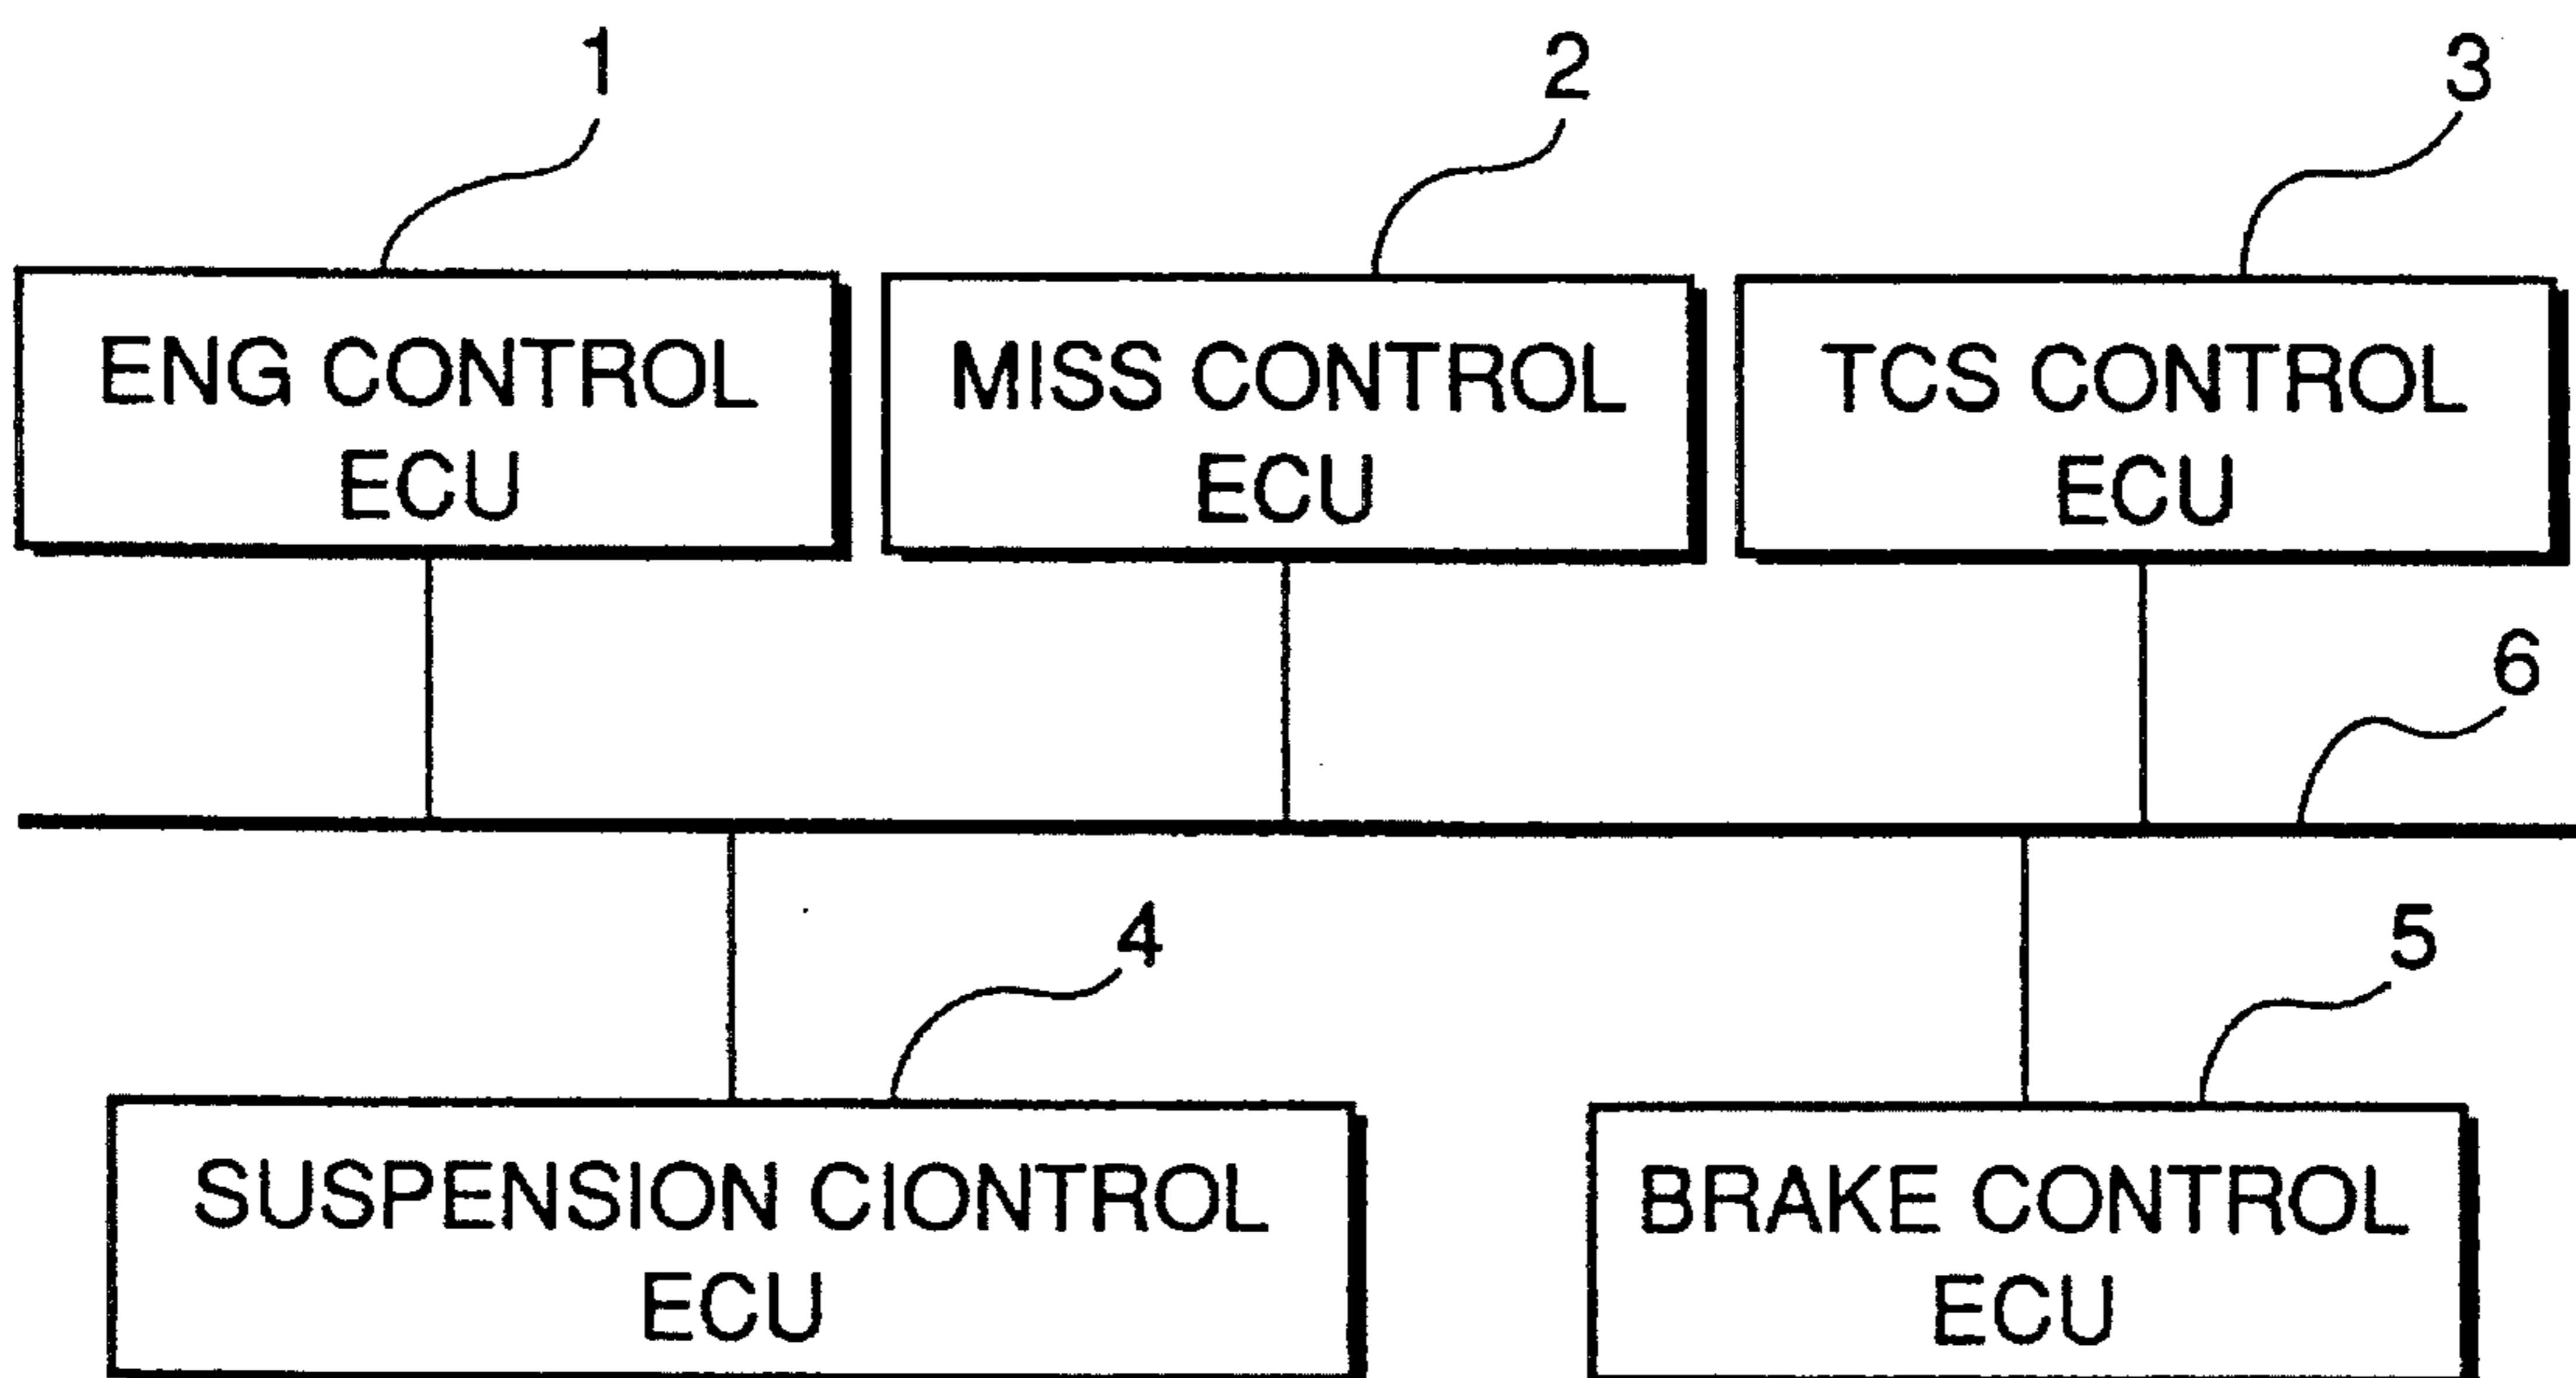 1
2
3
ENG CONTROL
ECU
MISS CONTROL
ECU
TCS CONTROL
ECU
6
4
5
SUSPENSION CIONTROL
ECU
BRAKE CONTROL
ECU